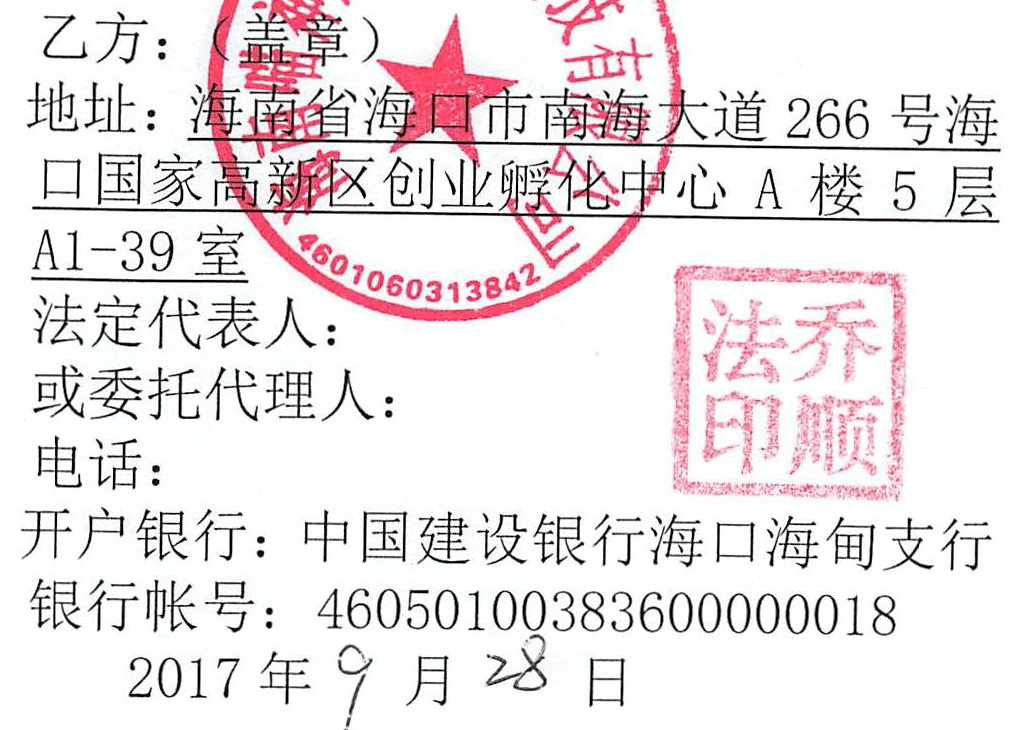 乙方：（盖章）
地址：海南省海口市南海大道 266 号海
口国家高新区创业孵化中心 A 楼 5 层
A1-39 室
有限公司
4601060313842
法定代表人：
或委托代理人：
乔顺
法印
电话：
开户银行：中国建设银行海口海甸支行
银行帐号：46050100383600000018
2017 年 9 月 28 日